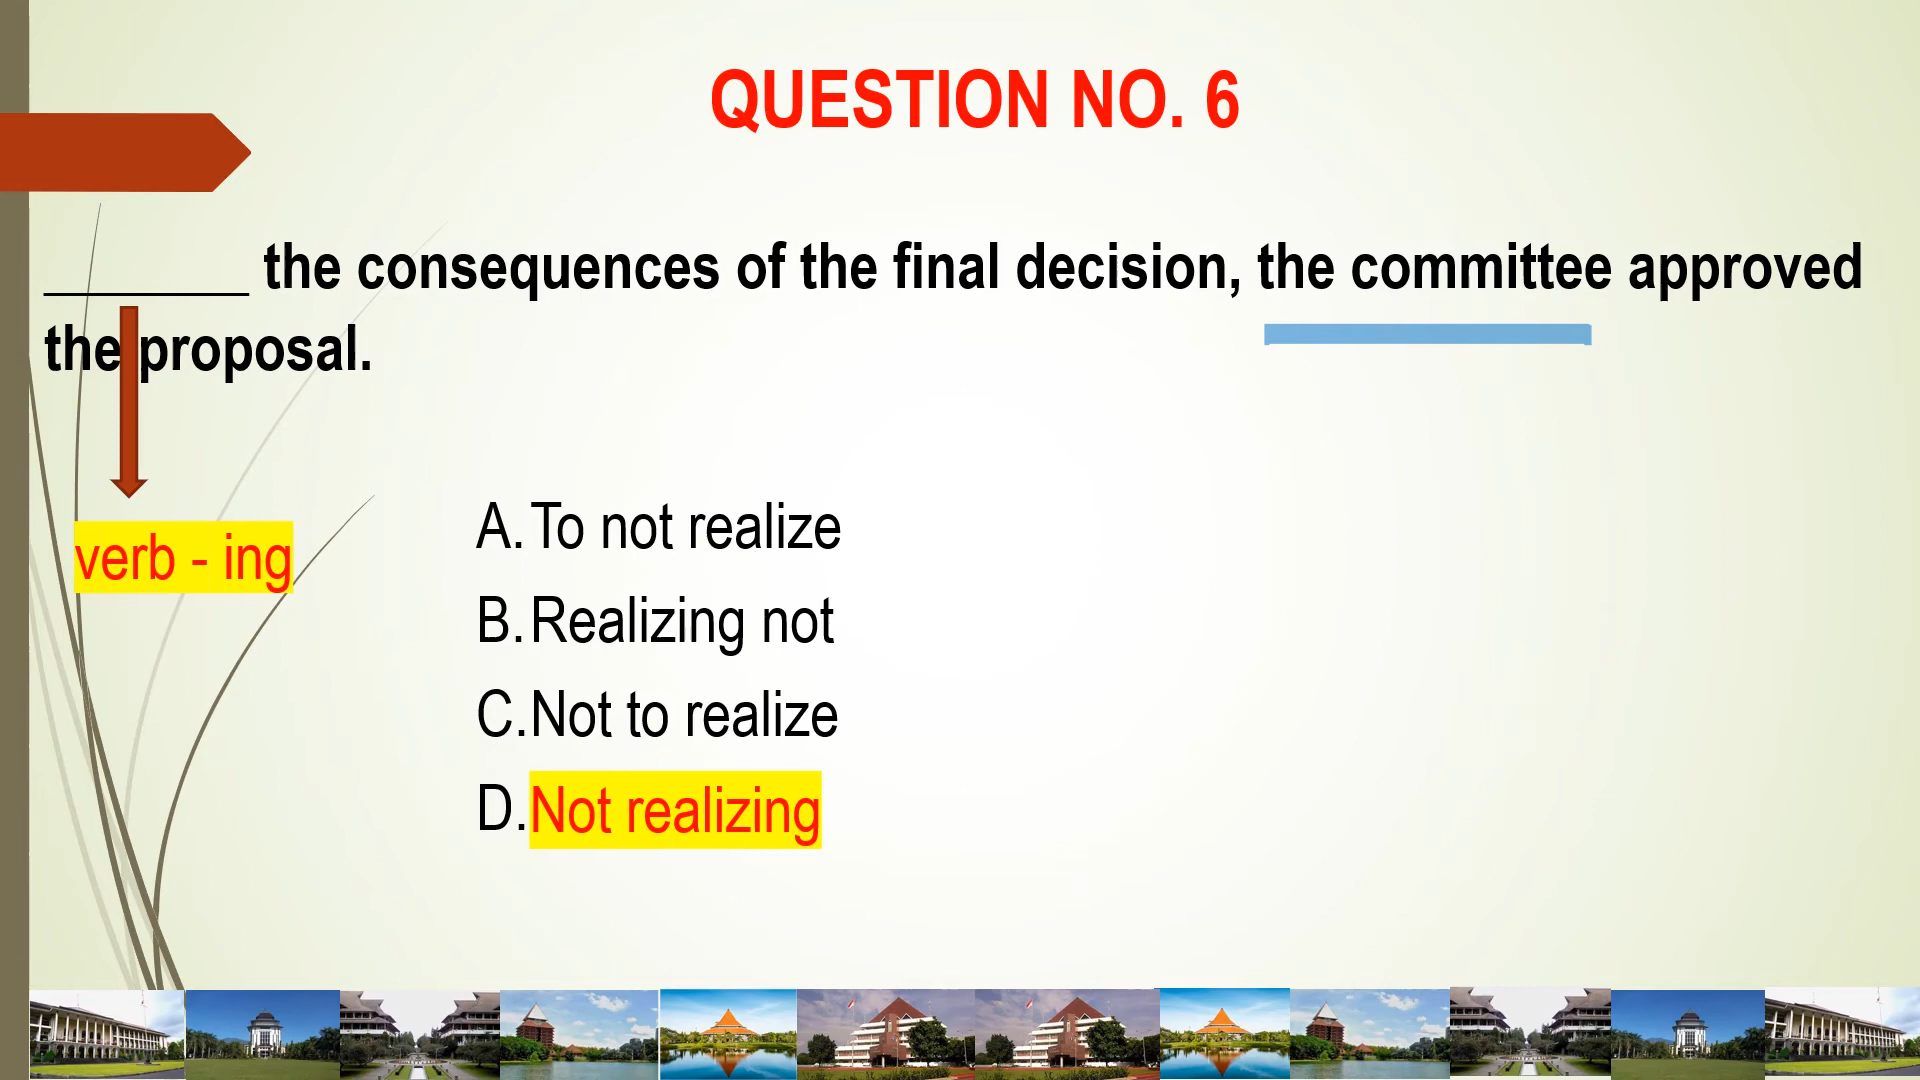 QUESTION NO. 6
________ the consequences of the final decision, the committee approved
the proposal.
verb - ing
A. To not realize
B. Realizing not
C. Not to realize
D. Not realizing